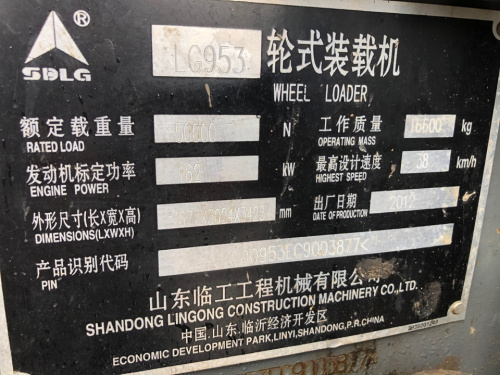 ®
SDLG
LG953 轮式装载机
WHEEL LOADER
额定载重量 N 工作质量 16600 kg
RATED LOAD OPERATING MASS
发动机标定功率 162 kW 最高设计速度 38 km/h
ENGINE POWER HIGHEST SPEED
外形尺寸(长X宽X高) mm 出厂日期 2012
DIMENSIONS(LXWXH) DATE OF PRODUCTION
产品识别代码
PIN
山东临工工程机械有限公
SHANDONG LINGONG CONSTRUCTION MACHINERY CO.,LTD.
中国.山东.临沂经济开发区
ECONOMIC DEVELOPMENT PARK,LINYI,SHANDONG,P.R.CHINA